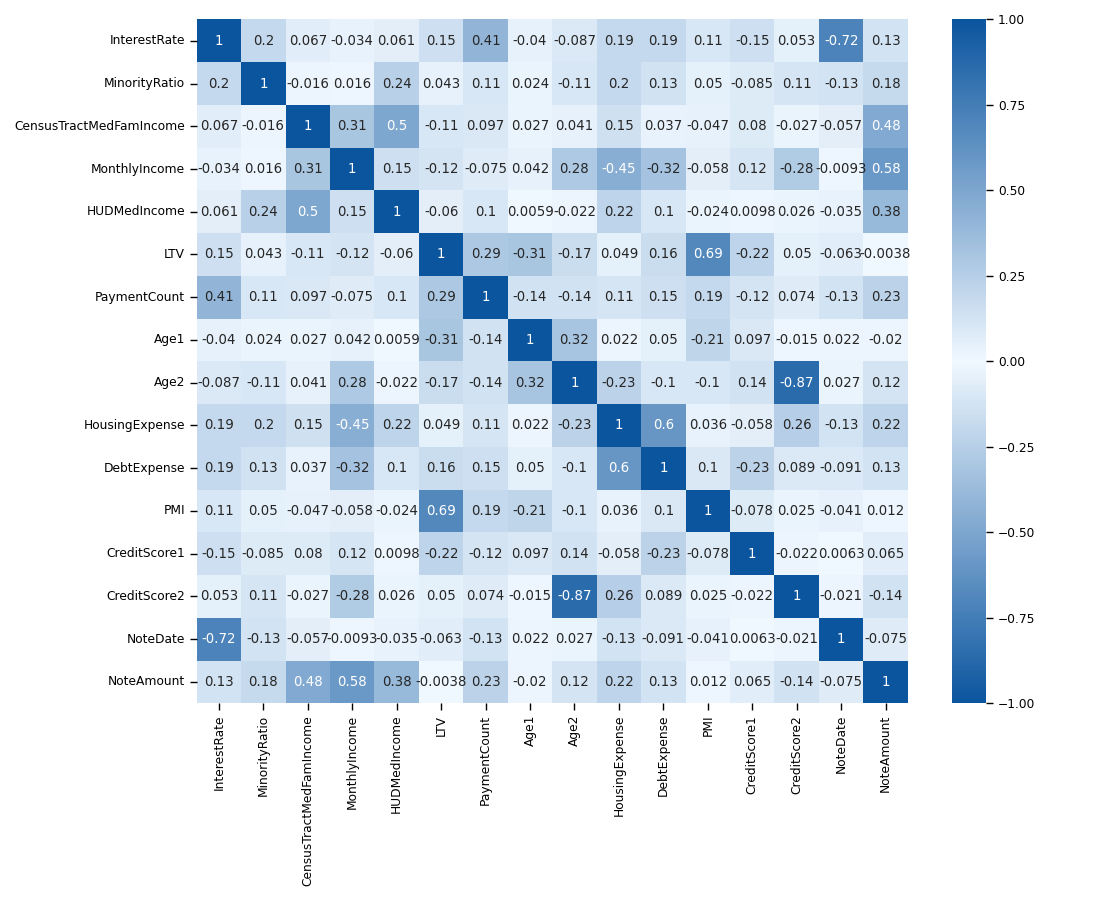 InterestRate 1 0.2 0.067 -0.034 0.061 0.15 0.41 -0.04 -0.087 0.19 0.19 0.11 -0.15 0.053 -0.72 0.13
MinorityRatio 0.2 1 -0.016 0.016 0.24 0.043 0.11 0.024 -0.11 0.2 0.13 0.05 -0.085 0.11 -0.13 0.18
CensusTractMedFamIncome 0.067 -0.016 1 0.31 0.5 -0.11 0.097 0.027 0.041 0.15 0.037 -0.047 0.08 -0.027 -0.057 0.48
MonthlyIncome -0.034 0.016 0.31 1 0.15 -0.12 -0.075 0.042 0.28 -0.45 -0.32 -0.058 0.12 -0.28 -0.0093 0.58
HUDMedIncome 0.061 0.24 0.5 0.15 1 -0.06 0.1 0.0059 -0.022 0.22 0.1 -0.024 0.0098 0.026 -0.035 0.38
LTV 0.15 0.043 -0.11 -0.12 -0.06 1 0.29 -0.31 -0.17 0.049 0.16 0.69 -0.22 0.05 -0.063 -0.0038
PaymentCount 0.41 0.11 0.097 -0.075 0.1 0.29 1 -0.14 -0.14 0.11 0.15 0.19 -0.12 0.074 -0.13 0.23
Age1 -0.04 0.024 0.027 0.042 0.0059 -0.31 -0.14 1 0.32 0.022 0.05 -0.21 0.097 -0.015 0.022 -0.02
Age2 -0.087 -0.11 0.041 0.28 -0.022 -0.17 -0.14 0.32 1 -0.23 -0.1 -0.1 0.14 -0.87 0.027 0.12
HousingExpense 0.19 0.2 0.15 -0.45 0.22 0.049 0.11 0.022 -0.23 1 0.6 0.036 -0.058 0.26 -0.13 0.22
DebtExpense 0.19 0.13 0.037 -0.32 0.1 0.16 0.15 0.05 -0.1 0.6 1 0.1 -0.23 0.089 -0.091 0.13
PMI 0.11 0.05 -0.047 -0.058 -0.024 0.69 0.19 -0.21 -0.1 0.036 0.1 1 -0.078 0.025 -0.041 0.012
CreditScore1 -0.15 -0.085 0.08 0.12 0.0098 -0.22 -0.12 0.097 0.14 -0.058 -0.23 -0.078 1 -0.022 0.0063 0.065
CreditScore2 0.053 0.11 -0.027 -0.28 0.026 0.05 0.074 -0.015 -0.87 0.26 0.089 0.025 -0.022 1 -0.021 -0.14
NoteDate -0.72 -0.13 -0.057 -0.0093 -0.035 -0.063 -0.13 0.022 0.027 -0.13 -0.091 -0.041 0.0063 -0.021 1 -0.075
NoteAmount 0.13 0.18 0.48 0.58 0.38 -0.0038 0.23 -0.02 0.12 0.22 0.13 0.012 0.065 -0.14 -0.075 1
InterestRate
MinorityRatio
CensusTractMedFamIncome
MonthlyIncome
HUDMedIncome
LTV
PaymentCount
Age1
Age2
HousingExpense
DebtExpense
PMI
CreditScore1
CreditScore2
NoteDate
NoteAmount
1.00
0.75
0.50
0.25
0.00
−0.25
−0.50
−0.75
−1.00